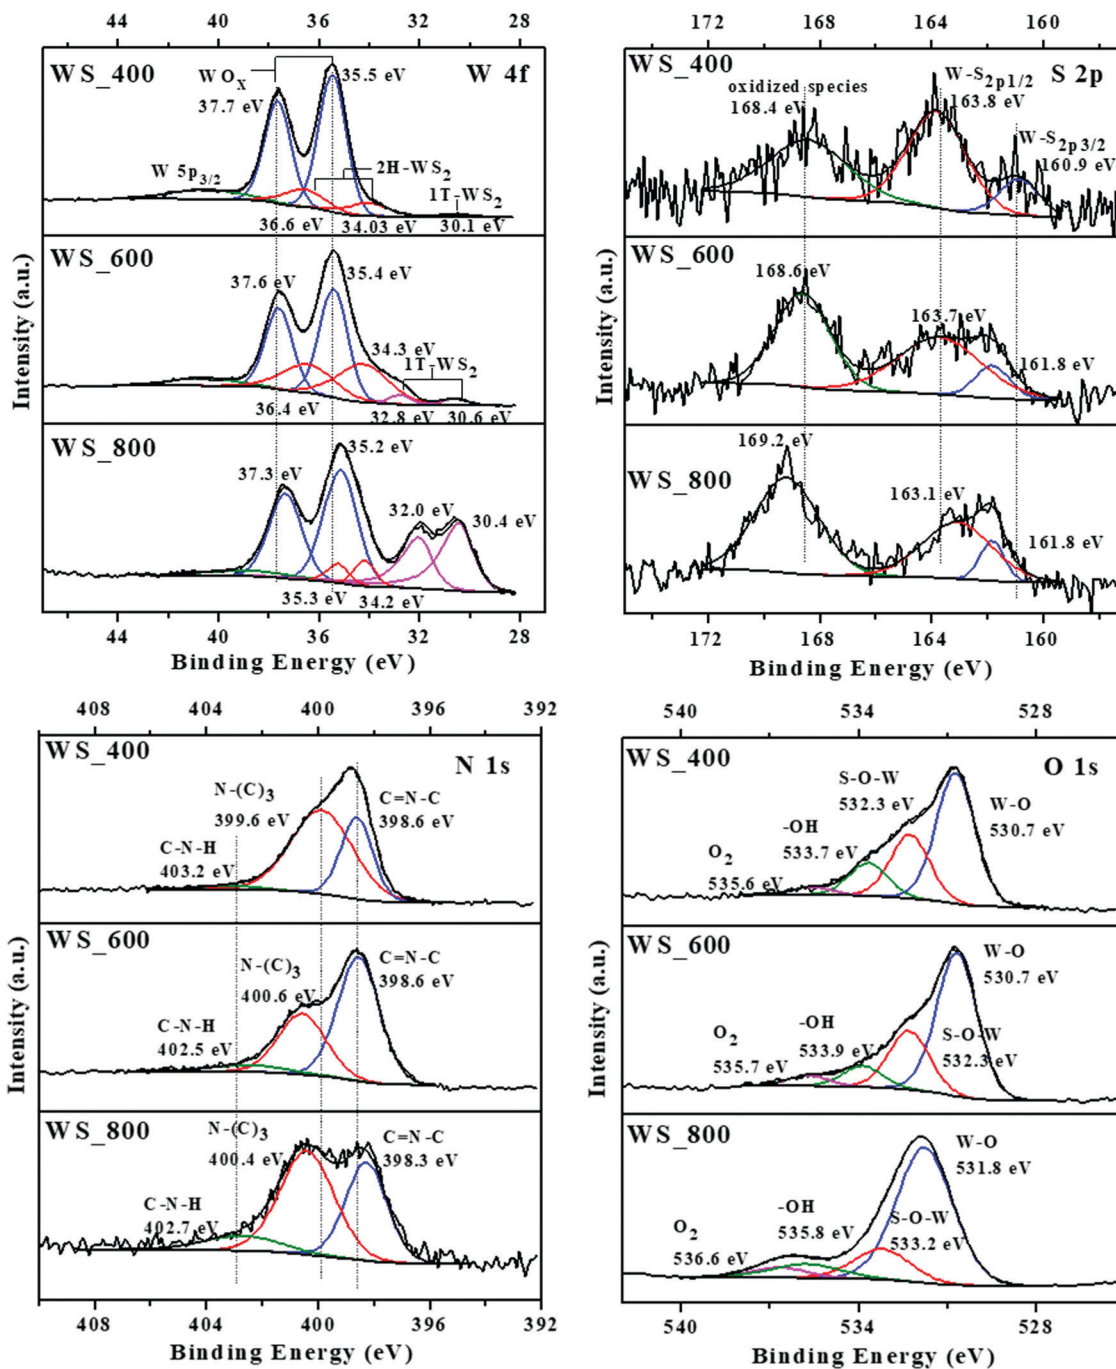 44 40 36 32 28
WS_400
W 4f
WOx
37.7 eV
35.5 eV
W 5p3/2
2H-WS2
1T-WS2
36.6 eV
34.03 eV
30.1 eV
WS_600
37.6 eV
35.4 eV
34.3 eV
1T-WS2
36.4 eV
32.8 eV
30.6 eV
WS_800
37.3 eV
35.2 eV
32.0 eV
30.4 eV
35.3 eV
34.2 eV
44 40 36 32 28
Binding Energy (eV)
Intensity (a.u.)
172 168 164 160
WS_400
S 2p
oxidized species
168.4 eV
W-S2p1/2
163.8 eV
W-S2p3/2
160.9 eV
WS_600
168.6 eV
163.7 eV
161.8 eV
WS_800
169.2 eV
163.1 eV
161.8 eV
172 168 164 160
Binding Energy (eV)
Intensity (a.u.)
408 404 400 396 392
WS_400
N 1s
N-(C)3
399.6 eV
C=N-C
398.6 eV
C-N-H
403.2 eV
WS_600
N-(C)3
400.6 eV
C=N-C
398.6 eV
C-N-H
402.5 eV
WS_800
N-(C)3
400.4 eV
C=N-C
398.3 eV
C-N-H
402.7 eV
408 404 400 396 392
Binding Energy (eV)
Intensity (a.u.)
540 534 528
WS_400
O 1s
S-O-W
532.3 eV
W-O
530.7 eV
-OH
533.7 eV
O2
535.6 eV
WS_600
W-O
530.7 eV
S-O-W
532.3 eV
-OH
533.9 eV
O2
535.7 eV
WS_800
W-O
531.8 eV
S-O-W
533.2 eV
-OH
535.8 eV
O2
536.6 eV
540 534 528
Binding Energy (eV)
Intensity (a.u.)